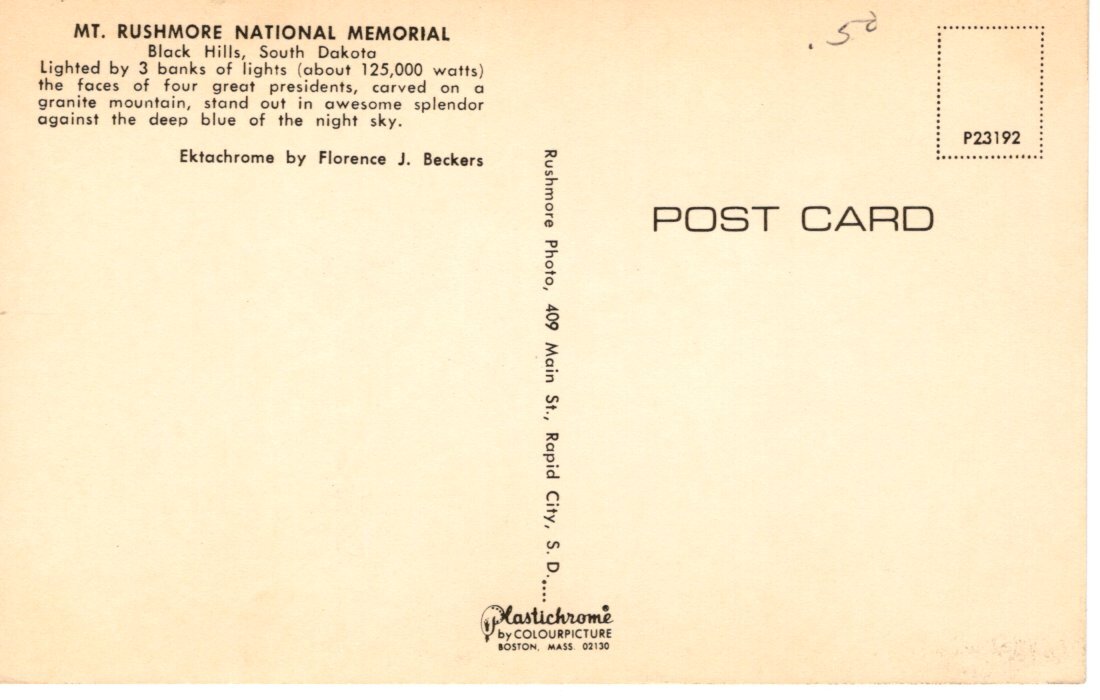 MT. RUSHMORE NATIONAL MEMORIAL
Black Hills, South Dakota
Lighted by 3 banks of lights (about 125,000 watts)
the faces of four great presidents, carved on a
granite mountain, stand out in awesome splendor
against the deep blue of the night sky.
Ektachrome by Florence J. Beckers
Rushmore Photo, 409 Main St., Rapid City, S. D.
Plastichrome®
by COLOURPICTURE
BOSTON, MASS. 02130
.50
P23192
POST CARD